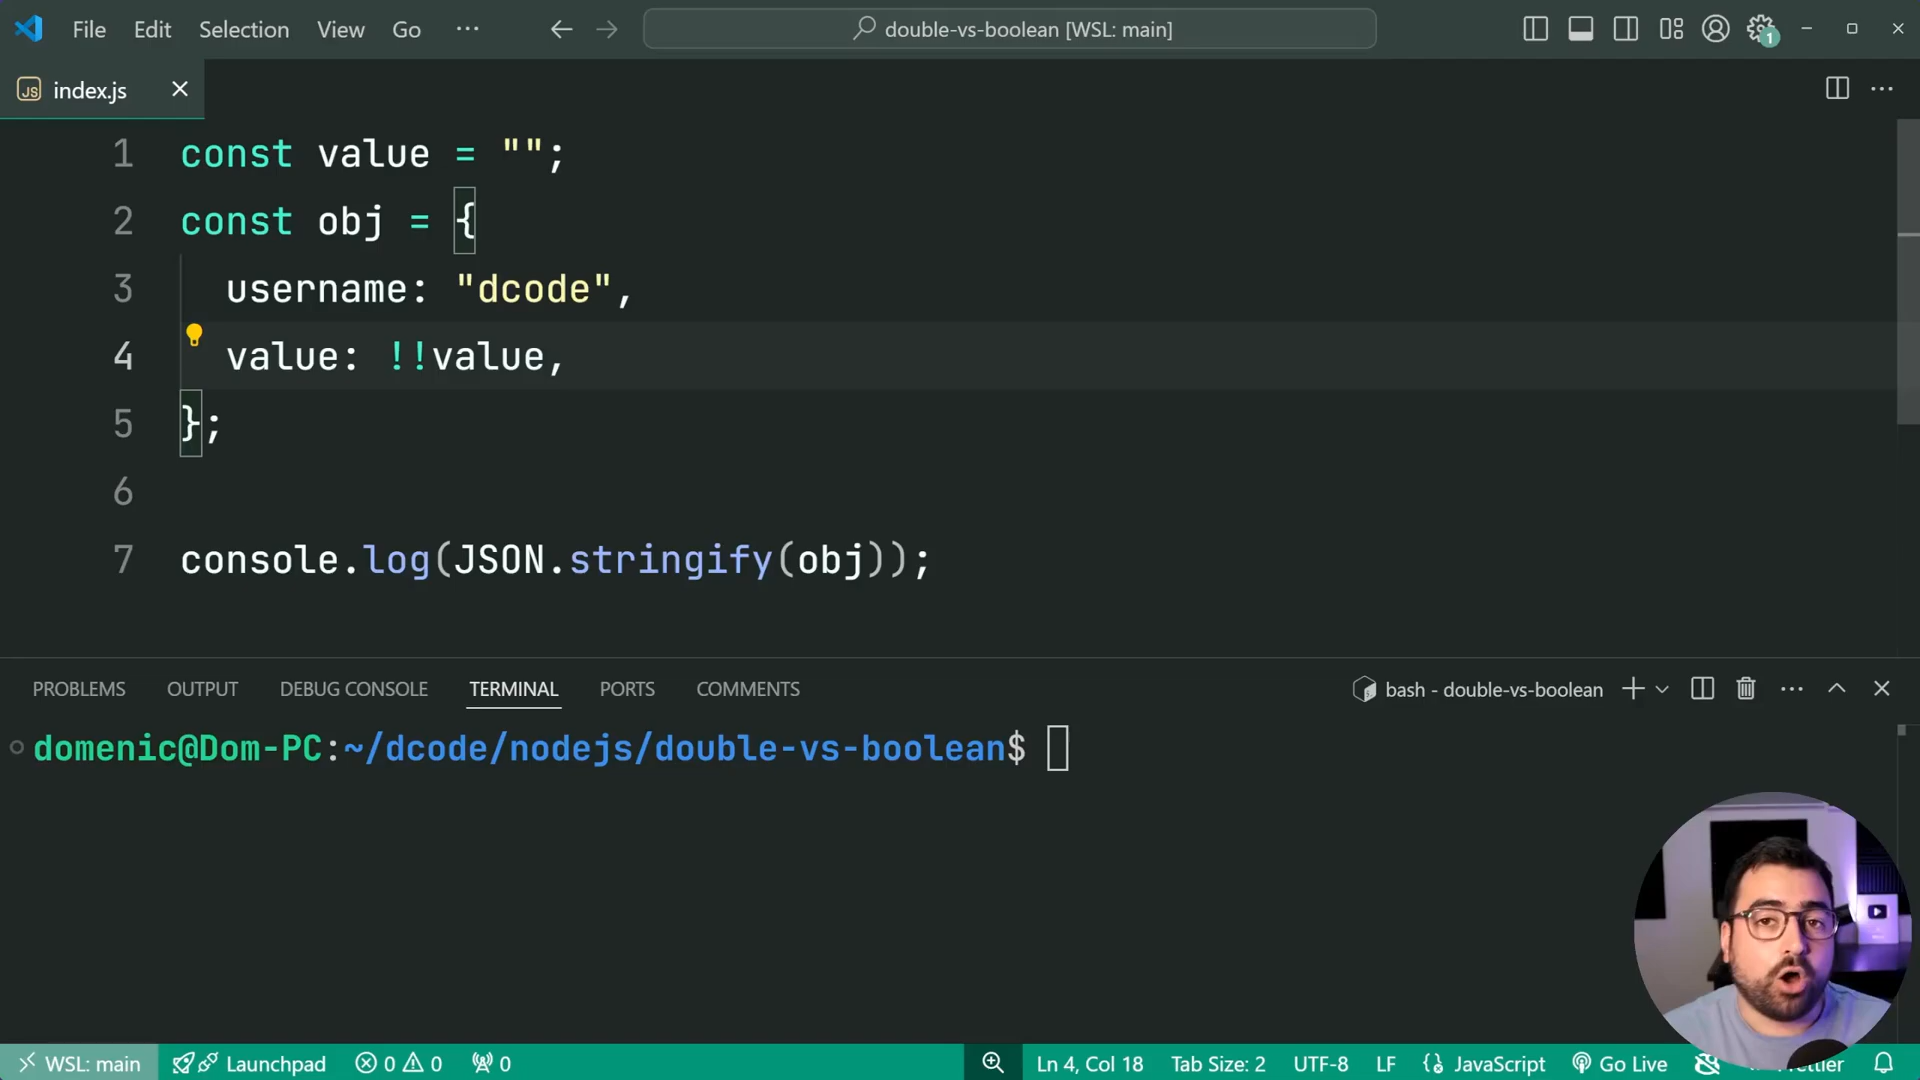 File Edit Selection View Go ··· double-vs-boolean [WSL: main] 1
JS index.js
1 const value = "";
2 const obj = {
3 username: "dcode",
4 value: !!value,
5 };
6
7 console.log(JSON.stringify(obj));
PROBLEMS OUTPUT DEBUG CONSOLE TERMINAL PORTS COMMENTS bash - double-vs-boolean
domenic@Dom-PC:~/dcode/nodejs/double-vs-boolean$
WSL: main Launchpad 0 0 0 Ln 4, Col 18 Tab Size: 2 UTF-8 LF {} JavaScript Go Live